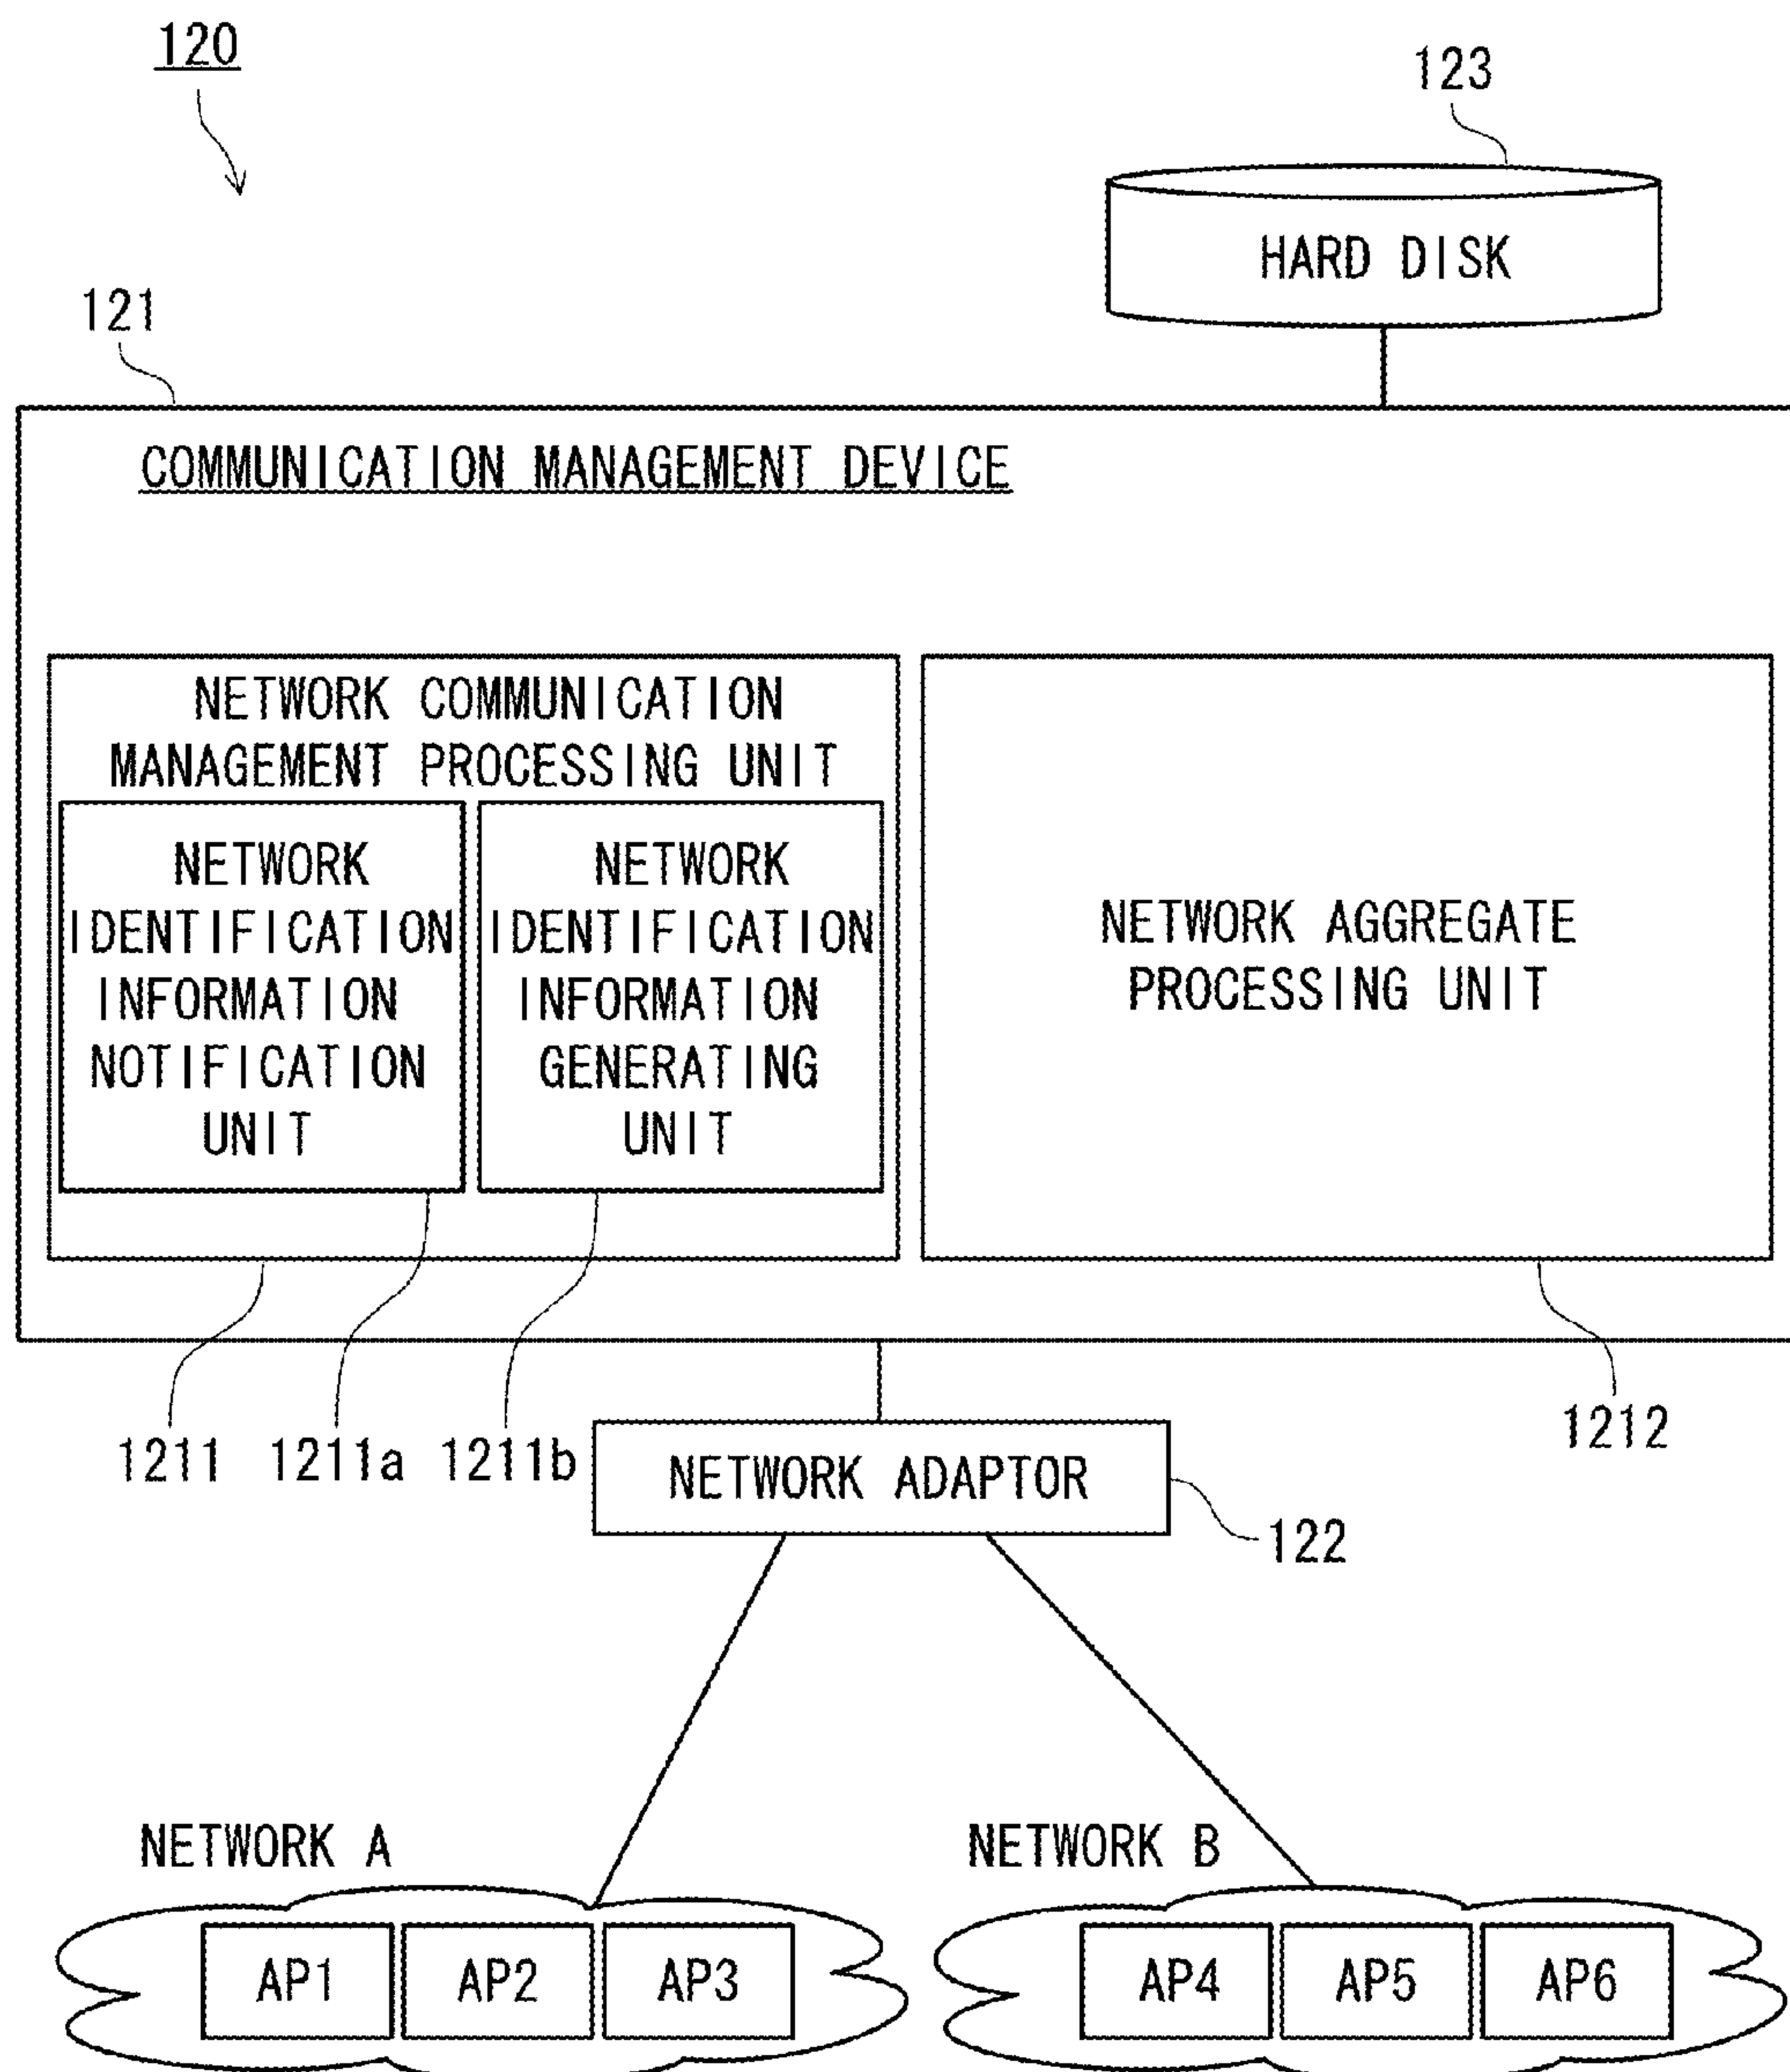 120
123
HARD DISK
121
COMMUNICATION MANAGEMENT DEVICE
NETWORK COMMUNICATION
MANAGEMENT PROCESSING UNIT
NETWORK
IDENTIFICATION
INFORMATION
NOTIFICATION
UNIT
NETWORK
IDENTIFICATION
INFORMATION
GENERATING
UNIT
NETWORK AGGREGATE
PROCESSING UNIT
1211
1211a
1211b
1212
NETWORK ADAPTOR
122
NETWORK A
NETWORK B
AP1
AP2
AP3
AP4
AP5
AP6